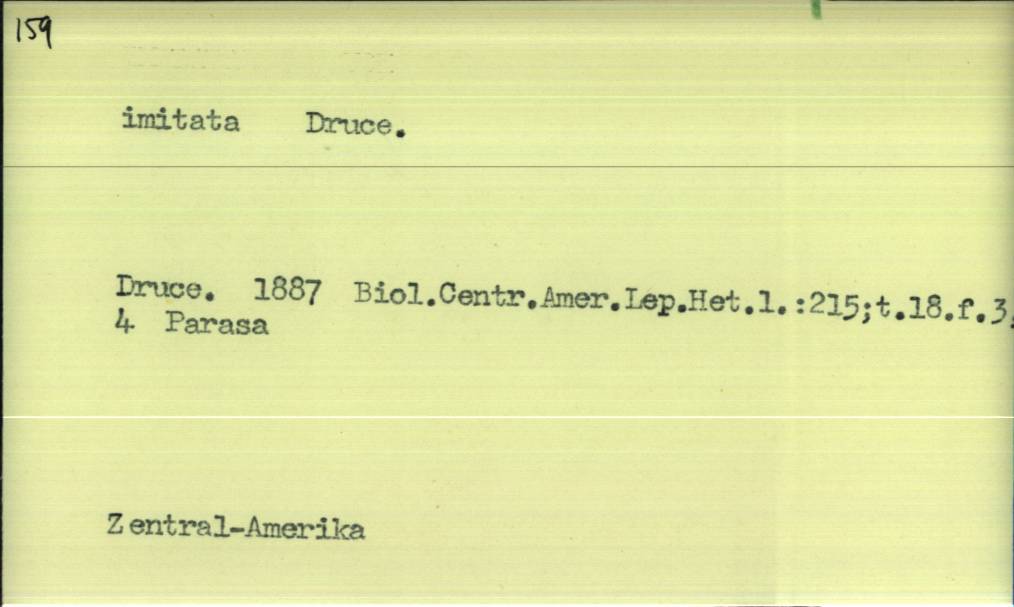 159
imitata Druce.
Druce. 1887 Biol.Centr.Amer.Lep.Het.1.:215;t.18.f.3,
4 Parasa
Zentral-Amerika